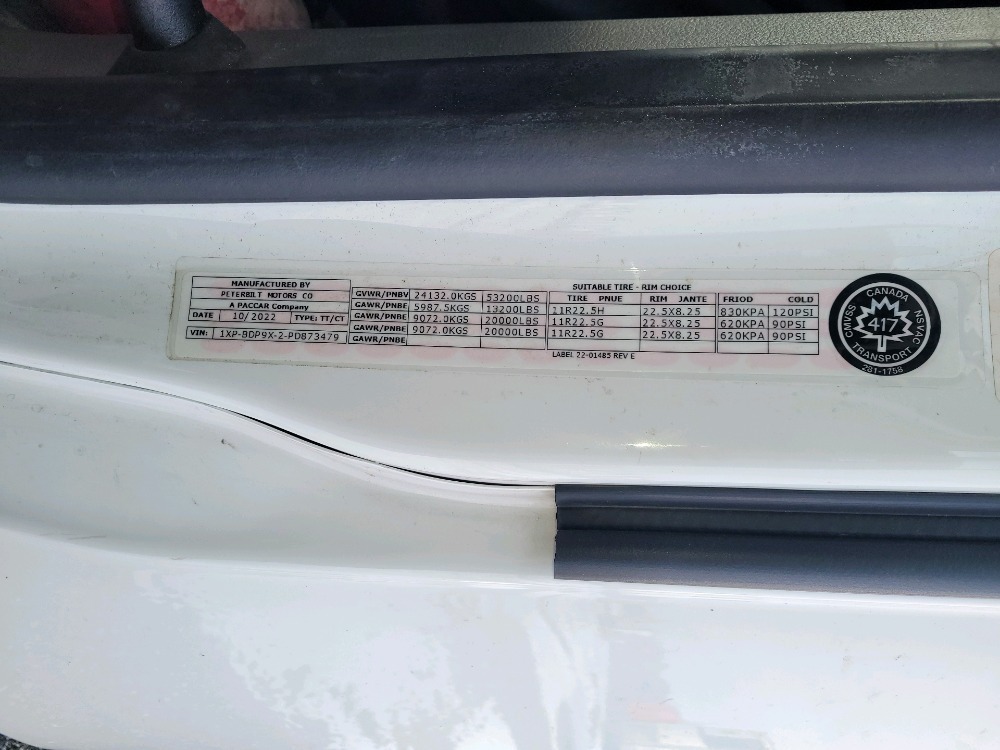 MANUFACTURED BY
PETERBILT MOTORS CO
A PACCAR Company
DATE 10/2022 TYPE: TT/CT
VIN: 1XP-BDP9X-2-PD873479
GVWR/PNBV 24132.0KGS 53200LBS
GAWR/PNBE 5987.5KGS 13200LBS
GAWR/PNBE 9072.0KGS 20000LBS
GAWR/PNBE 9072.0KGS 20000LBS
GAWR/PNBE
SUITABLE TIRE - RIM CHOICE
TIRE PNUE RIM JANTE FRIOD COLD
11R22.5H 22.5X8.25 830KPA 120PSI
11R22.5G 22.5X8.25 620KPA 90PSI
11R22.5G 22.5X8.25 620KPA 90PSI
LABEL 22-01485 REV E
CANADA
CMVSS
NSVAC
417
TRANSPORT
281-1758